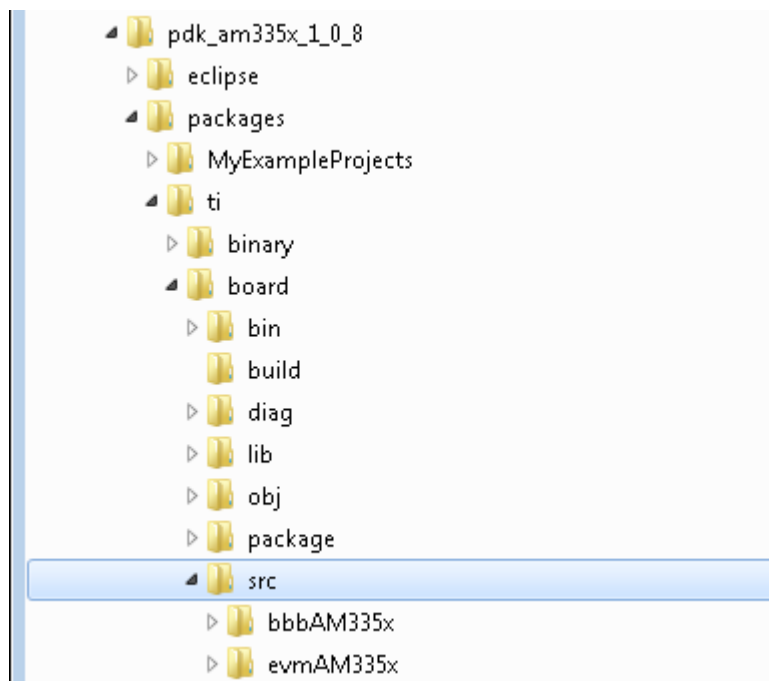 pdk_am335x_1_0_8
eclipse
packages
MyExampleProjects
ti
binary
board
bin
build
diag
lib
obj
package
src
bbbAM335x
evmAM335x